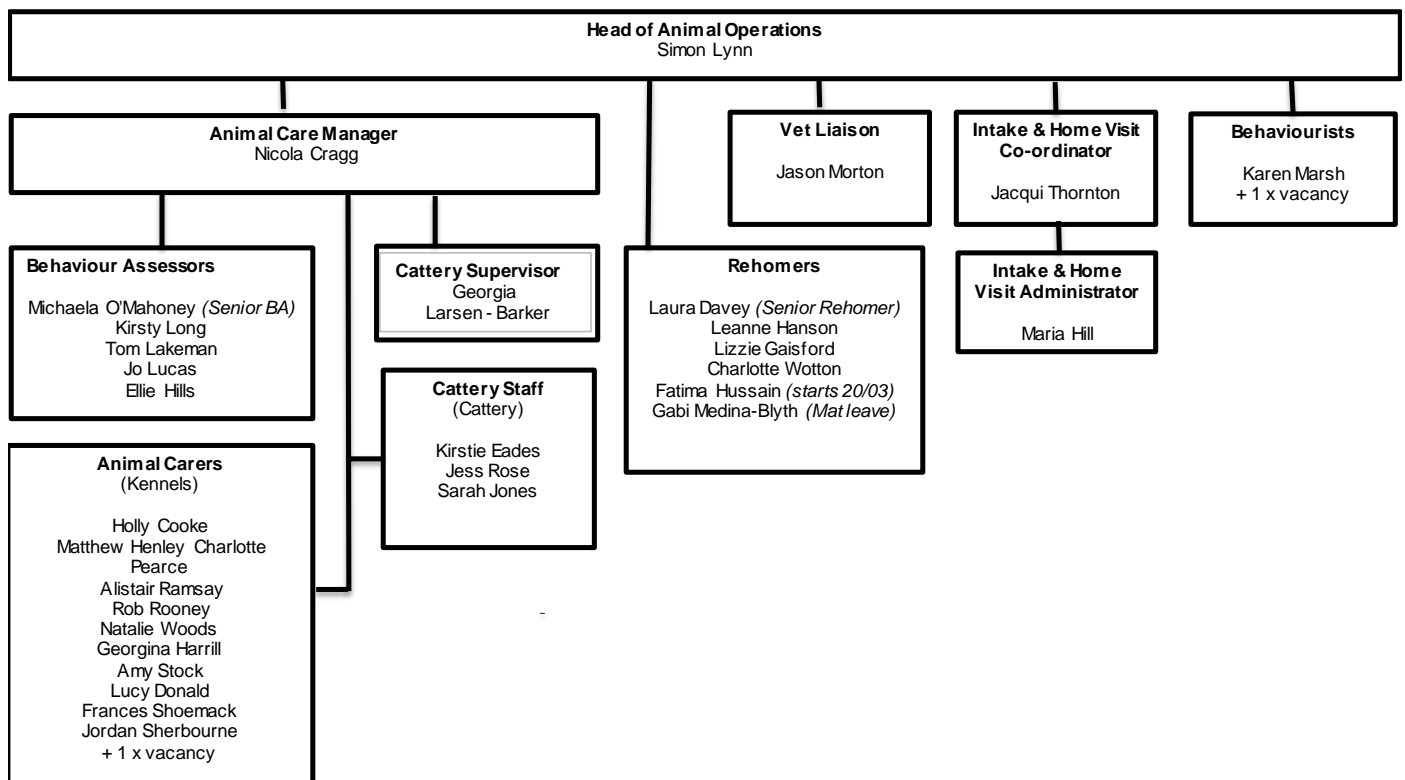 Head of Animal Operations
Simon Lynn
Animal Care Manager
Nicola Cragg
Vet Liaison
Jason Morton
Intake & Home Visit
Co-ordinator
Jacqui Thornton
Behaviourists
Karen Marsh
+ 1 x vacancy
Behaviour Assessors
Michaela O'Mahoney (Senior BA)
Kirsty Long
Tom Lakeman
Jo Lucas
Ellie Hills
Cattery Supervisor
Georgia
Larsen - Barker
Rehomers
Laura Davey (Senior Rehomer)
Leanne Hanson
Lizzie Gaisford
Charlotte Wotton
Fatima Hussain (starts 20/03)
Gabi Medina-Blyth (Mat leave)
Intake & Home
Visit Administrator
Maria Hill
Cattery Staff
(Cattery)
Kirstie Eades
Jess Rose
Sarah Jones
Animal Carers
(Kennels)
Holly Cooke
Matthew Henley Charlotte
Pearce
Alistair Ramsay
Rob Rooney
Natalie Woods
Georgina Harrill
Amy Stock
Lucy Donald
Frances Shoemack
Jordan Sherbourne
+ 1 x vacancy